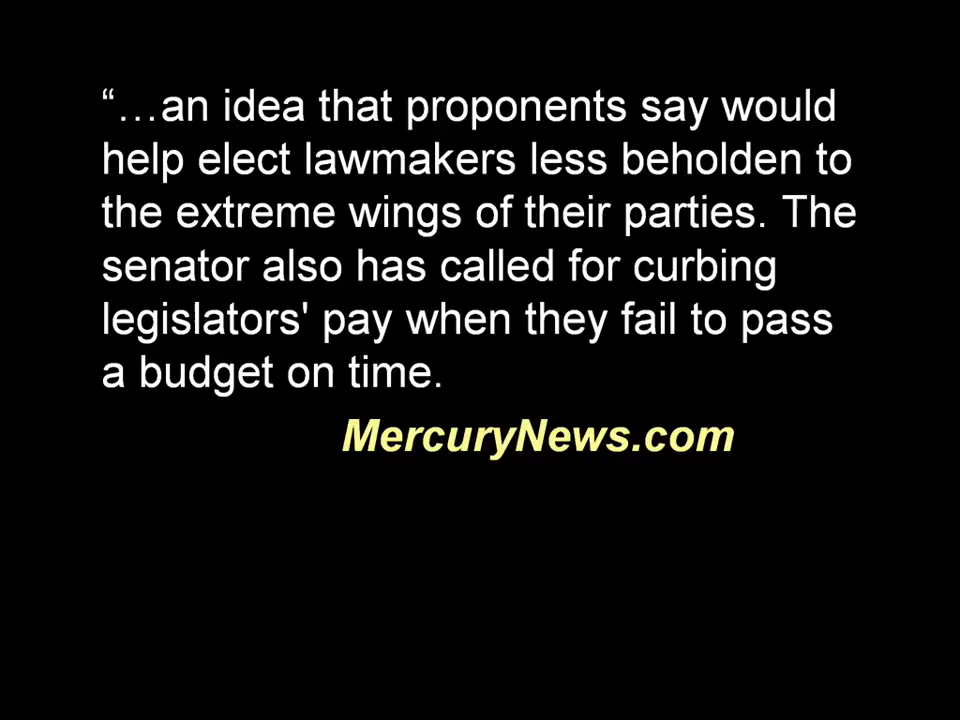 “…an idea that proponents say would
help elect lawmakers less beholden to
the extreme wings of their parties. The
senator also has called for curbing
legislators' pay when they fail to pass
a budget on time.
MercuryNews.com